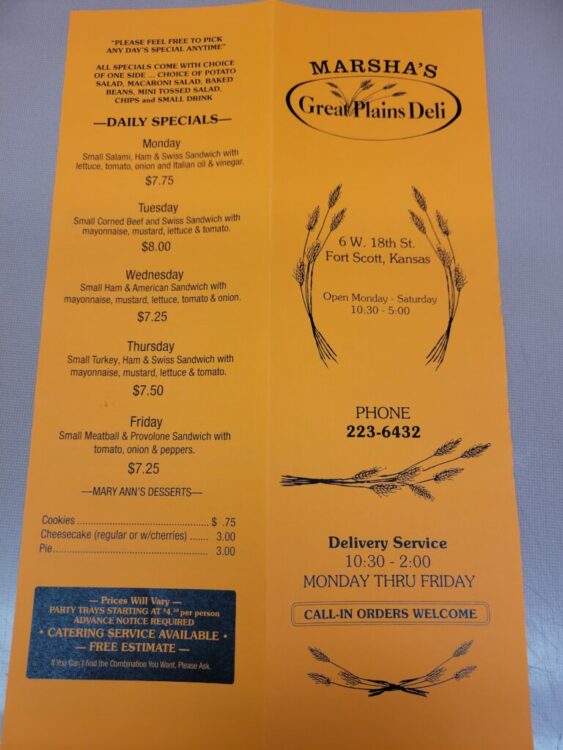 "PLEASE FEEL FREE TO PICK
ANY DAY'S SPECIAL ANYTIME"
ALL SPECIALS COME WITH CHOICE
OF ONE SIDE ... CHOICE OF POTATO
SALAD, MACARONI SALAD, BAKED
BEANS, MINI TOSSED SALAD,
CHIPS and SMALL DRINK
—DAILY SPECIALS—
Monday
Small Salami, Ham & Swiss Sandwich with
lettuce, tomato, onion and Italian oil & vinegar.
$7.75
Tuesday
Small Corned Beef and Swiss Sandwich with
mayonnaise, mustard, lettuce & tomato.
$8.00
Wednesday
Small Ham & American Sandwich with
mayonnaise, mustard, lettuce, tomato & onion.
$7.25
Thursday
Small Turkey, Ham & Swiss Sandwich with
mayonnaise, mustard, lettuce & tomato.
$7.50
Friday
Small Meatball & Provolone Sandwich with
tomato, onion & peppers.
$7.25
—MARY ANN'S DESSERTS—
Cookies ................................ $ .75
Cheesecake (regular or w/cherries) ...... 3.00
Pie............................................ 3.00
— Prices Will Vary —
PARTY TRAYS STARTING AT per person
ADVANCE NOTICE REQUIRED
• CATERING SERVICE AVAILABLE •
— FREE ESTIMATE —
If You Can't find the Combination You Want, Please Ask.
MARSHA'S
Great Plains Deli
6 W. 18th St.
Fort Scott, Kansas
Open Monday - Saturday
10:30 - 5:00
PHONE
223-6432
Delivery Service
10:30 - 2:00
MONDAY THRU FRIDAY
CALL-IN ORDERS WELCOME